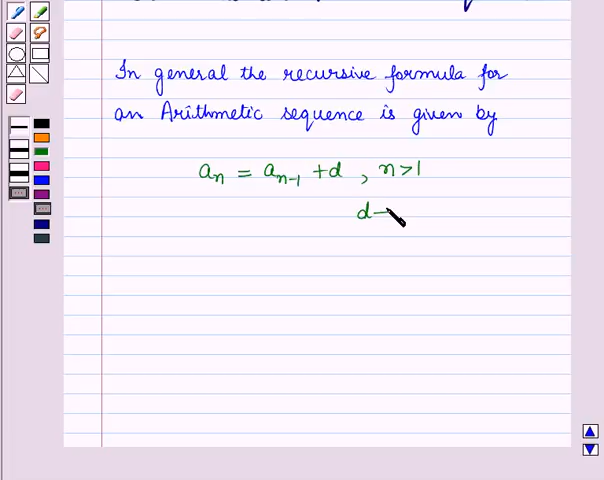 In general the recursive formula for
an Arithmetic sequence is given by
aₙ = aₙ₋₁ + d , n > 1
d –